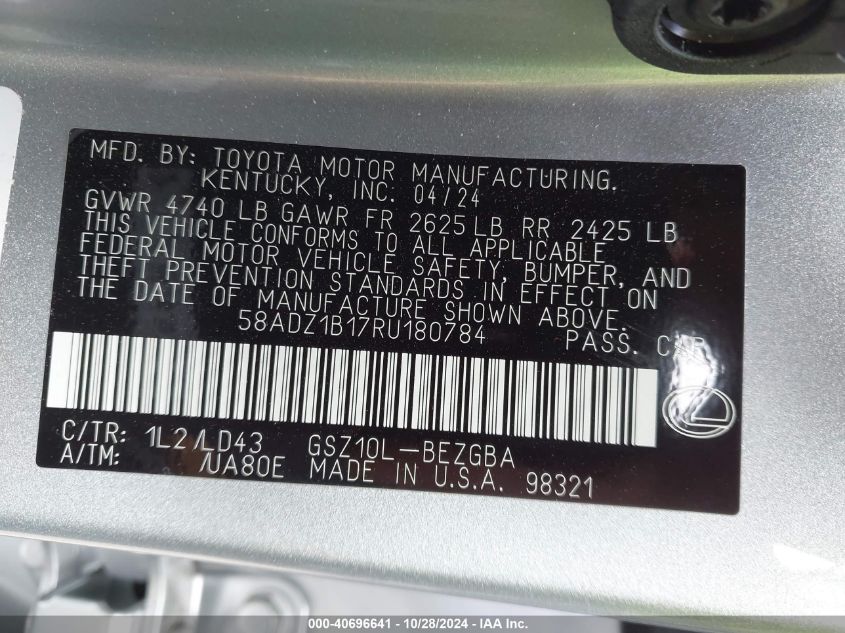 MFD. BY: TOYOTA MOTOR MANUFACTURING.
KENTUCKY, INC. 04/24
GVWR 4740 LB GAWR FR 2625 LB RR 2425 LB
THIS VEHICLE CONFORMS TO ALL APPLICABLE
FEDERAL MOTOR VEHICLE SAFETY, BUMPER, AND
THEFT PREVENTION STANDARDS IN EFFECT ON
THE DATE OF MANUFACTURE SHOWN ABOVE.
58ADZ1B17RU180784 PASS. CAR
C/TR: 1L2/LD43 GSZ10L-BEZGBA
A/TM: /UA80E MADE IN U.S.A. 98321
000-40696641 - 10/28/2024 - IAA Inc.